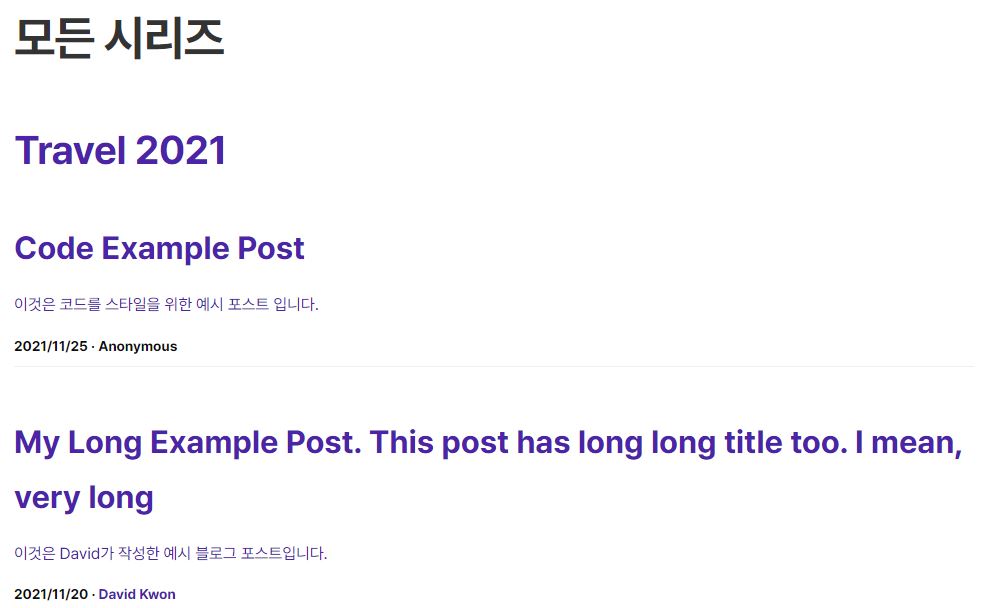 모든 시리즈
Travel 2021
Code Example Post
이것은 코드를 스타일을 위한 예시 포스트 입니다.
2021/11/25 · Anonymous
My Long Example Post. This post has long long title too. I mean,
very long
이것은 David가 작성한 예시 블로그 포스트입니다.
2021/11/20 · David Kwon